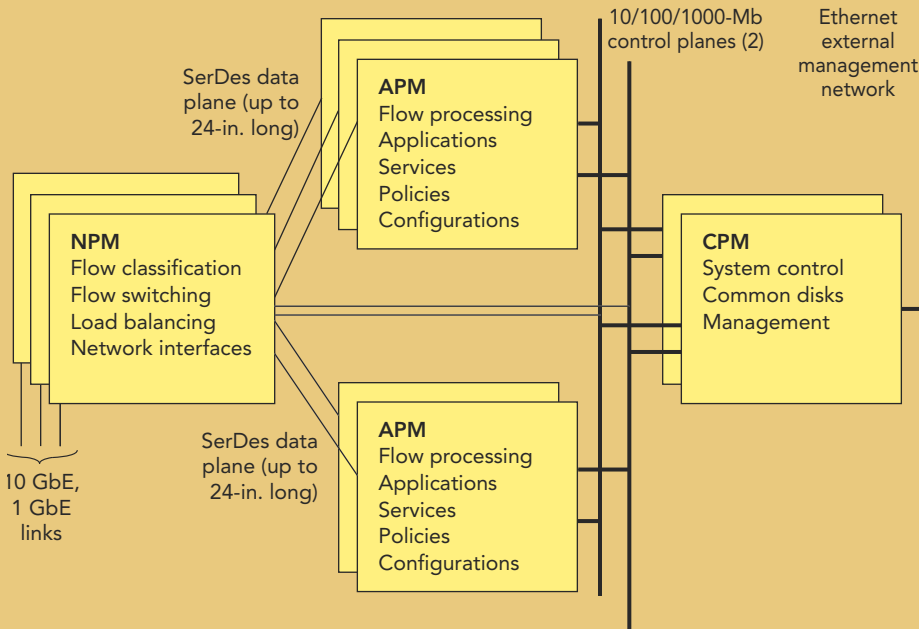 10/100/1000-Mb
control planes (2)
Ethernet
external
management
network
SerDes data
plane (up to
24-in. long)
APM
Flow processing
Applications
Services
Policies
Configurations
NPM
Flow classification
Flow switching
Load balancing
Network interfaces
CPM
System control
Common disks
Management
SerDes data
plane (up to
24-in. long)
APM
Flow processing
Applications
Services
Policies
Configurations
10 GbE,
1 GbE
links